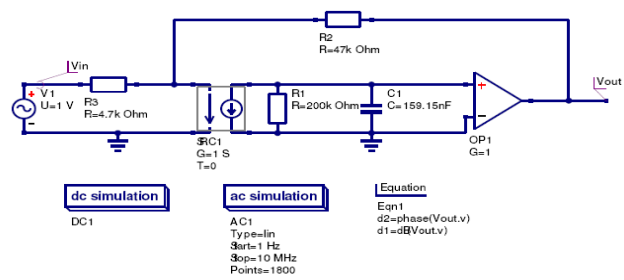 R2
R=47k Ohm
Vin
V1
U=1 V
R3
R=4.7k Ohm
SRC1
G=1 S
T=0
R1
R=200k Ohm
C1
C=159.15nF
OP1
G=1
Vout
dc simulation
DC1
ac simulation
AC1
Type=lin
Start=1 Hz
Stop=10 MHz
Points=1800
Equation
Eqn1
d2=phase(Vout.v)
d1=dB(Vout.v)